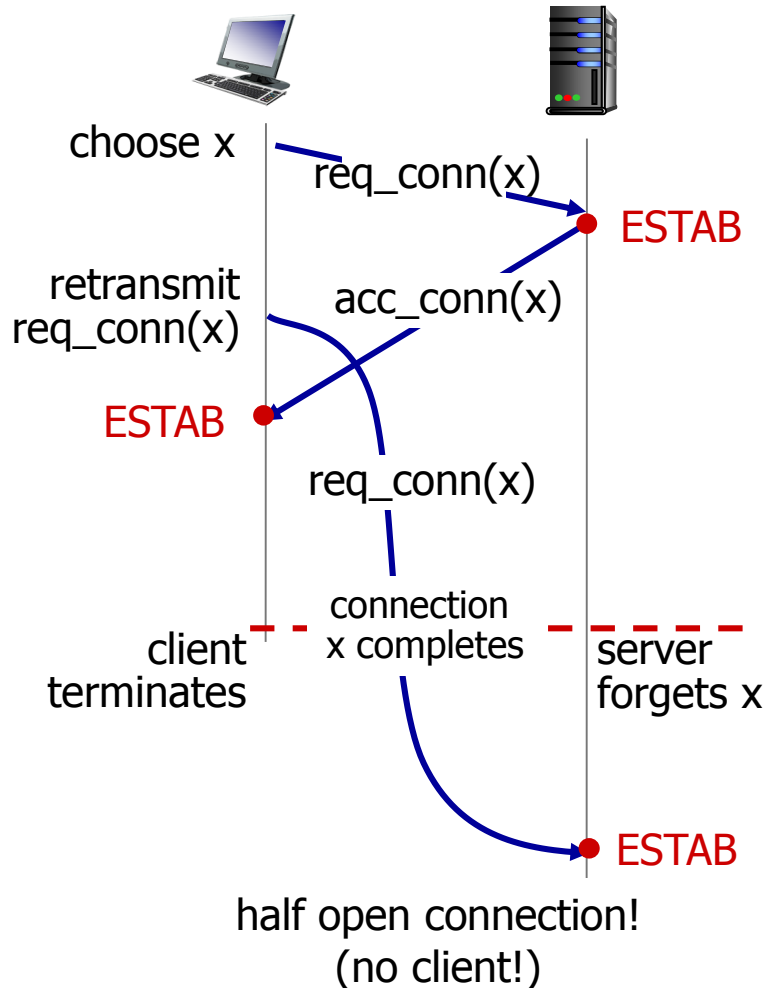 choose x
req_conn(x)
ESTAB
retransmit
req_conn(x)
acc_conn(x)
ESTAB
req_conn(x)
connection
x completes
client
terminates
server
forgets x
ESTAB
half open connection!
(no client!)